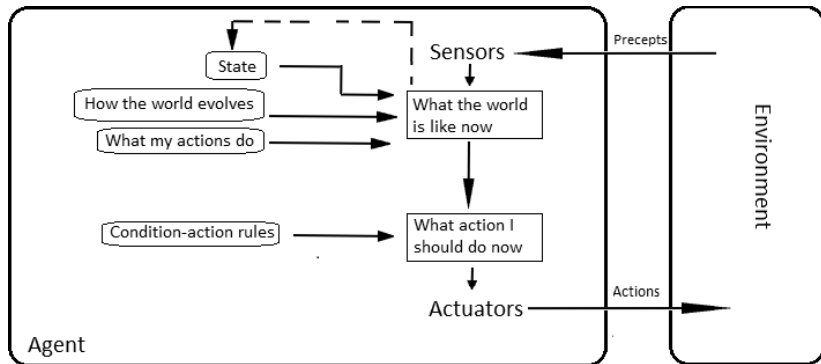 Precepts
Sensors
State
How the world evolves
What the world
is like now
What my actions do
Environment
Condition-action rules
What action I
should do now
Actions
Actuators
Agent